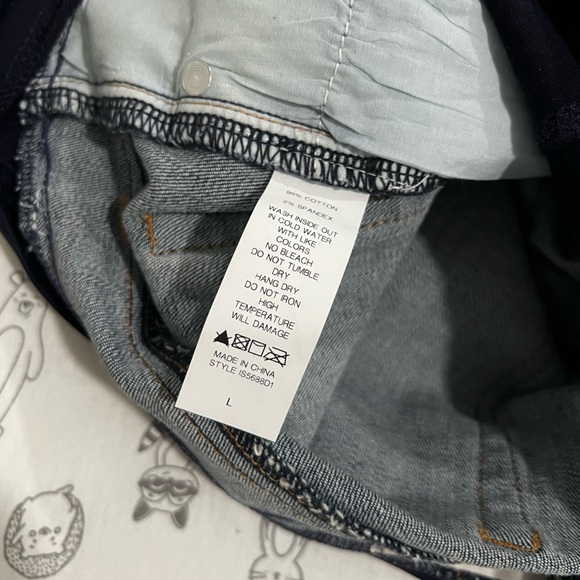 98% COTTON
2% SPANDEX
WASH INSIDE OUT
IN COLD WATER
WITH LIKE
COLORS
NO BLEACH
DO NOT TUMBLE
DRY
HANG DRY
DO NOT IRON
HIGH
TEMPERATURE
WILL DAMAGE
MADE IN CHINA
STYLE IS5688D1
L